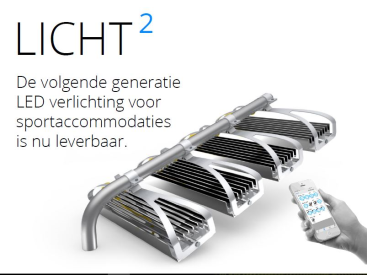 LICHT²
De volgende generatie
LED verlichting voor
sportaccommodaties
is nu leverbaar.